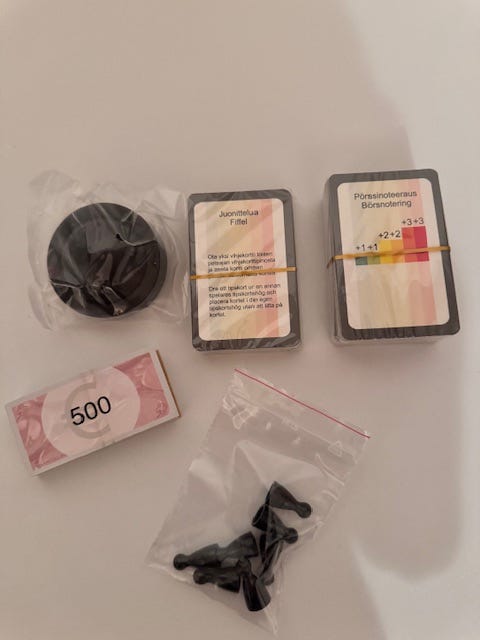 Juonittelua
Fiffel
Ota yksi vihjekortti toisen
pelaajan vihjekorttipinosta
ja aseta kortti omaan
Dra ett tipskort ur en annan
spelares tipskortshög och
placera kortet i din egen
tipskortshög utan att titta på
kortet.
Pörssinoteeraus
Börsnotering
+3 +3
+2 +2
+1 +1
500